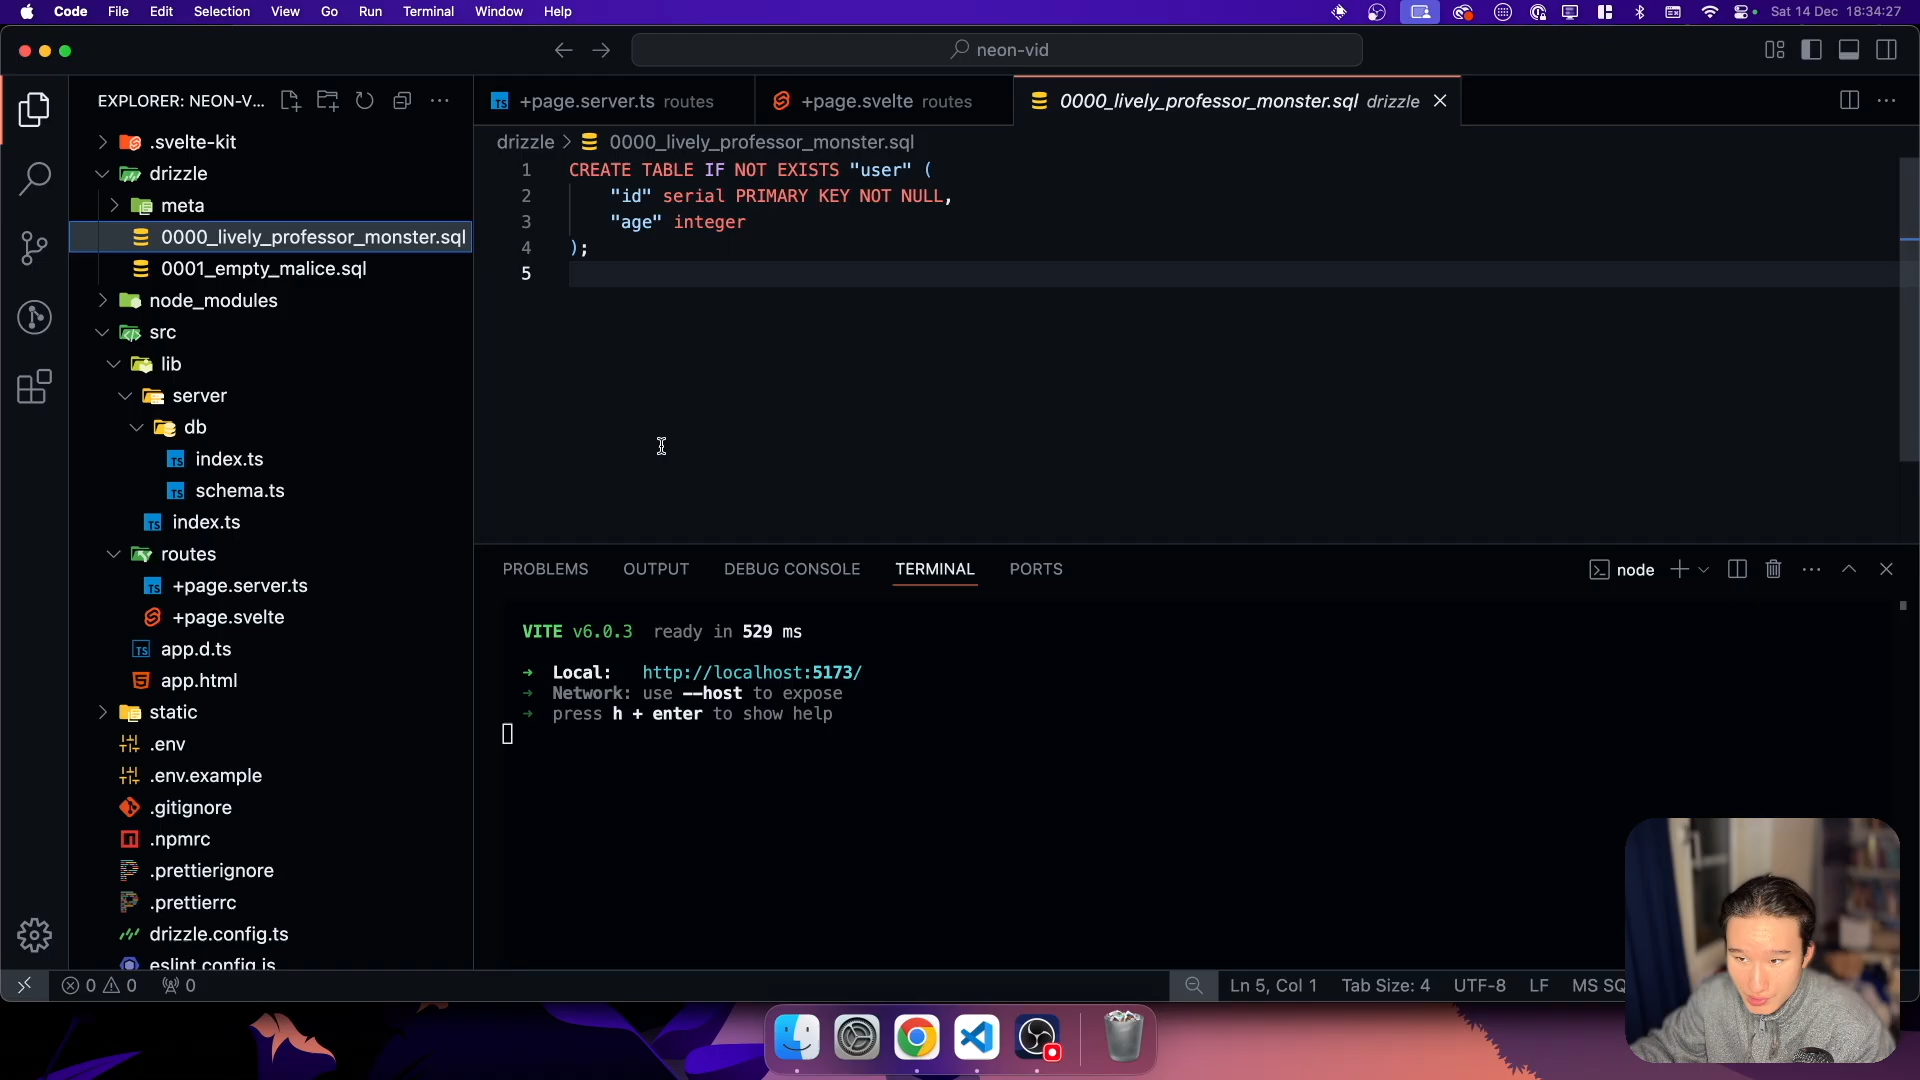 Code File Edit Selection View Go Run Terminal Window Help
Sat 14 Dec 18:34:27
neon-vid
EXPLORER: NEON-V...
.svelte-kit
drizzle
meta
0000_lively_professor_monster.sql
0001_empty_malice.sql
node_modules
src
lib
server
db
index.ts
schema.ts
index.ts
routes
+page.server.ts
+page.svelte
app.d.ts
app.html
static
.env
.env.example
.gitignore
.npmrc
.prettierignore
.prettierrc
drizzle.config.ts
eslint.config.js
+page.server.ts routes
+page.svelte routes
0000_lively_professor_monster.sql drizzle
drizzle > 0000_lively_professor_monster.sql
1 CREATE TABLE IF NOT EXISTS "user" (
2 "id" serial PRIMARY KEY NOT NULL,
3 "age" integer
4 );
5
PROBLEMS OUTPUT DEBUG CONSOLE TERMINAL PORTS
node
VITE v6.0.3 ready in 529 ms
➜ Local: http://localhost:5173/
➜ Network: use --host to expose
➜ press h + enter to show help
0 0 0
Ln 5, Col 1 Tab Size: 4 UTF-8 LF MS SQ